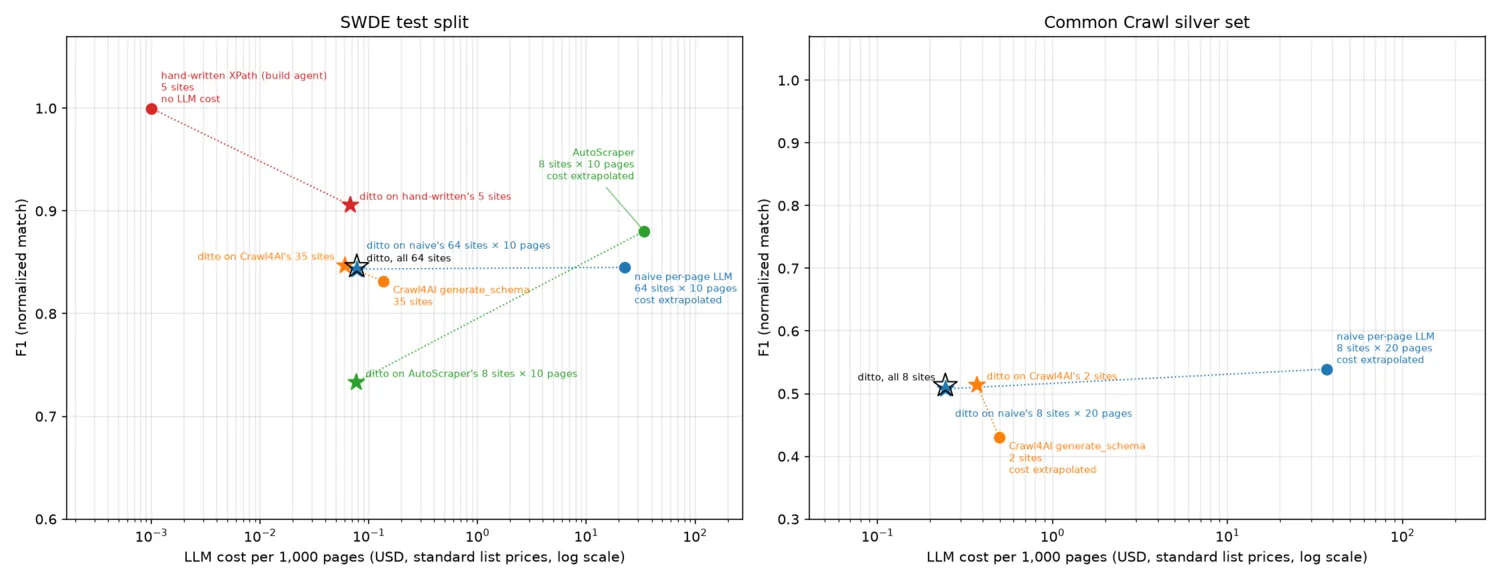 SWDE test split
1.0
0.9
0.8
0.7
0.6
F1 (normalized match)
hand-written XPath (build agent)
5 sites
no LLM cost
AutoScraper
8 sites × 10 pages
cost extrapolated
ditto on hand-written's 5 sites
ditto on naive's 64 sites × 10 pages
ditto on Crawl4AI's 35 sites
ditto, all 64 sites
naive per-page LLM
64 sites × 10 pages
cost extrapolated
Crawl4AI generate_schema
35 sites
ditto on AutoScraper's 8 sites × 10 pages
10⁻³ 10⁻² 10⁻¹ 10⁰ 10¹ 10²
LLM cost per 1,000 pages (USD, standard list prices, log scale)
Common Crawl silver set
1.0
0.9
0.8
0.7
0.6
0.5
0.4
0.3
F1 (normalized match)
naive per-page LLM
8 sites × 20 pages
cost extrapolated
ditto, all 8 sites
ditto on Crawl4AI's 2 sites
ditto on naive's 8 sites × 20 pages
Crawl4AI generate_schema
2 sites
cost extrapolated
10⁻¹ 10⁰ 10¹ 10²
LLM cost per 1,000 pages (USD, standard list prices, log scale)